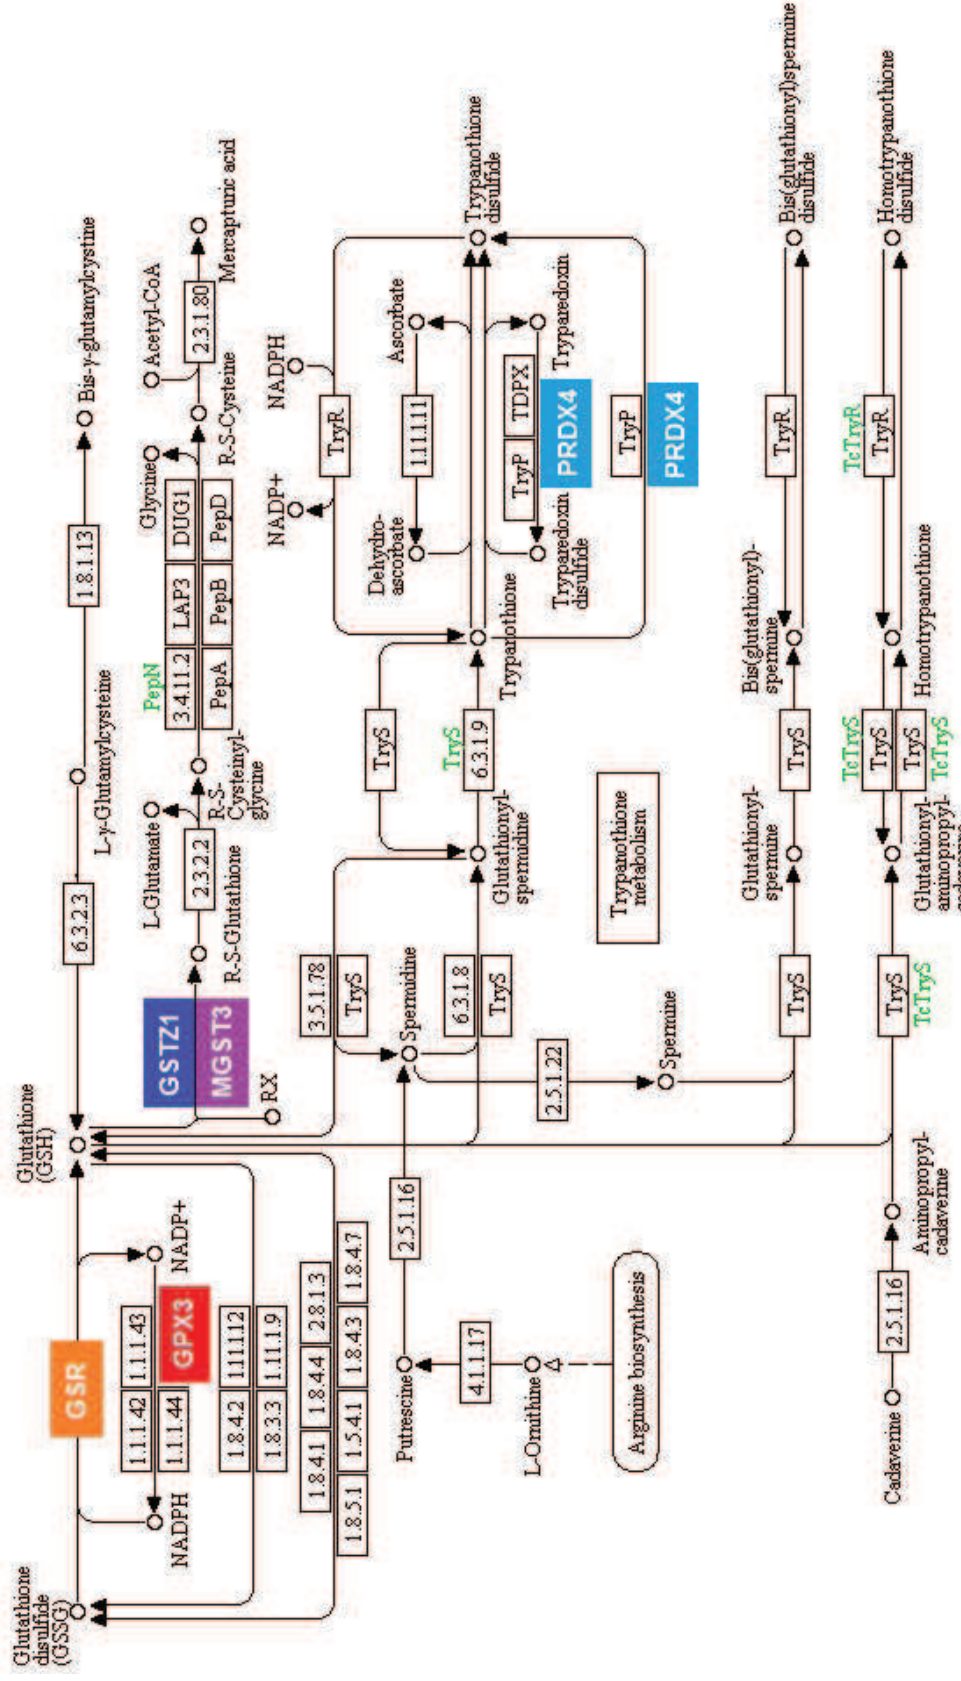 Glutathione
disulfide
(GSSG)
GSR
Glutathione
(GSH)
6.3.2.3
L-γ-Glutamylcysteine
1.8.1.13
Bis-γ-glutamylcystine
NADPH
1.1.1.42
1.1.1.43
1.1.1.44
GPX3
NADP+
1.8.4.2
1.11.1.12
1.8.3.3
1.11.1.9
1.8.4.1
1.8.4.4
2.8.1.3
1.8.5.1
1.5.4.1
1.8.4.3
1.8.4.7
GSTZ1
MGST3
RX
R-S-Glutathione
2.3.2.2
L-Glutamate
R-S-
Cysteinyl-
glycine
PepN
3.4.11.2
LAP3
DUG1
PepA
PepB
PepD
Glycine
R-S-Cysteine
Acetyl-CoA
2.3.1.80
Mercapturic acid
3.5.1.78
TryS
Spermidine
6.3.1.8
TryS
Glutathionyl-
spermidine
TryS
TryS
6.3.1.9
Trypanothione
NADP+
NADPH
TryR
Dehydro-
ascorbate
1.11.1.11
Ascorbate
TryP
TDPX
PRDX4
Tryparedoxin
disulfide
Tryparedoxin
TryP
PRDX4
Trypanothione
disulfide
Putrescine
2.5.1.16
4.1.1.17
L-Ornithine
Arginine biosynthesis
2.5.1.22
Spermine
Trypanothione
metabolism
TryS
Glutathionyl-
spermine
TryS
Bis(glutathionyl)-
spermine
TryR
Bis(glutathionyl)spermine
disulfide
Cadaverine
2.5.1.16
Aminopropyl-
cadaverine
TryS
TcTryS
Glutathionyl-
aminopropyl-
cadaverine
TcTryS
TryS
TryS
TcTryS
Homotrypanothione
TcTryR
TryR
Homotrypanothione
disulfide